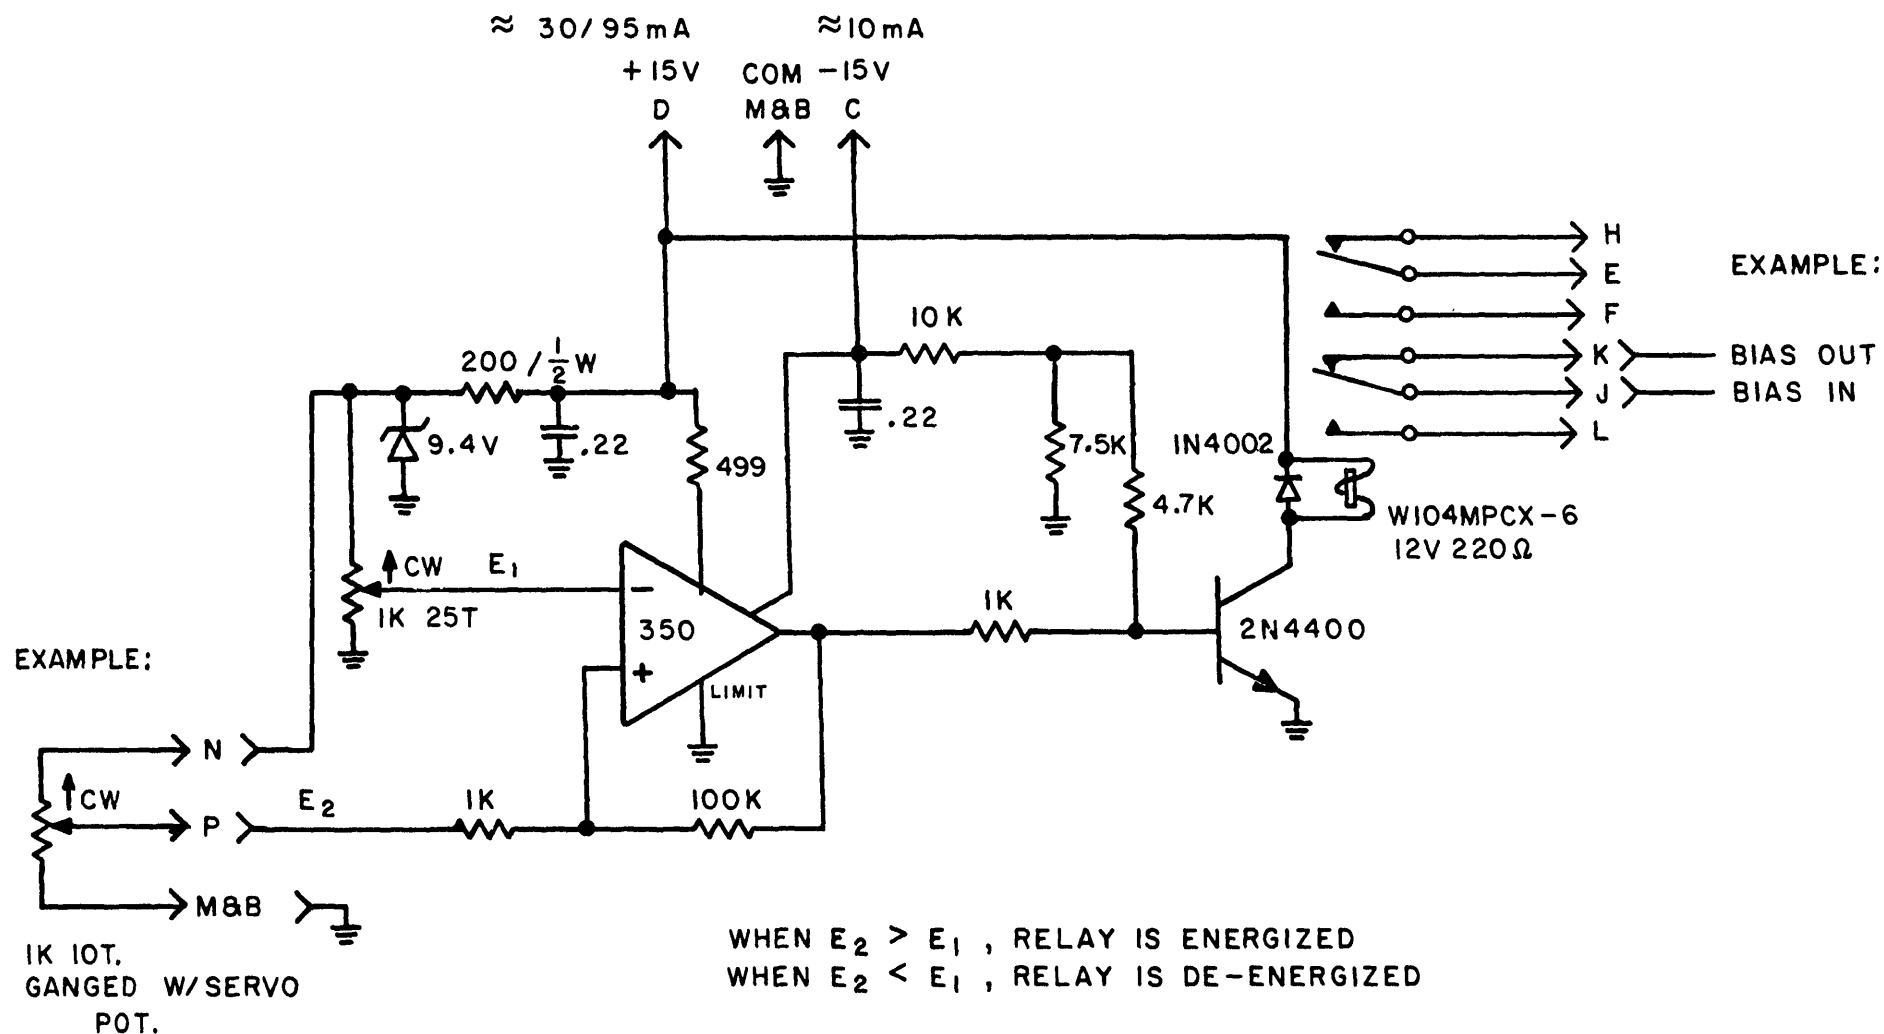 ≈ 30/95mA
≈10mA
+15V
COM
-15V
D
M&B
C
H
E
EXAMPLE:
F
10K
K
BIAS OUT
200/½W
J
BIAS IN
.22
L
9.4V
.22
7.5K
1N4002
499
4.7K
W104MPCX-6
12V 220Ω
CW
E1
-
1K 25T
350
1K
2N4400
+
LIMIT
EXAMPLE:
N
CW
E2
1K
100K
P
M&B
1K 10T.
GANGED W/SERVO
POT.
WHEN E2 > E1, RELAY IS ENERGIZED
WHEN E2 < E1, RELAY IS DE-ENERGIZED